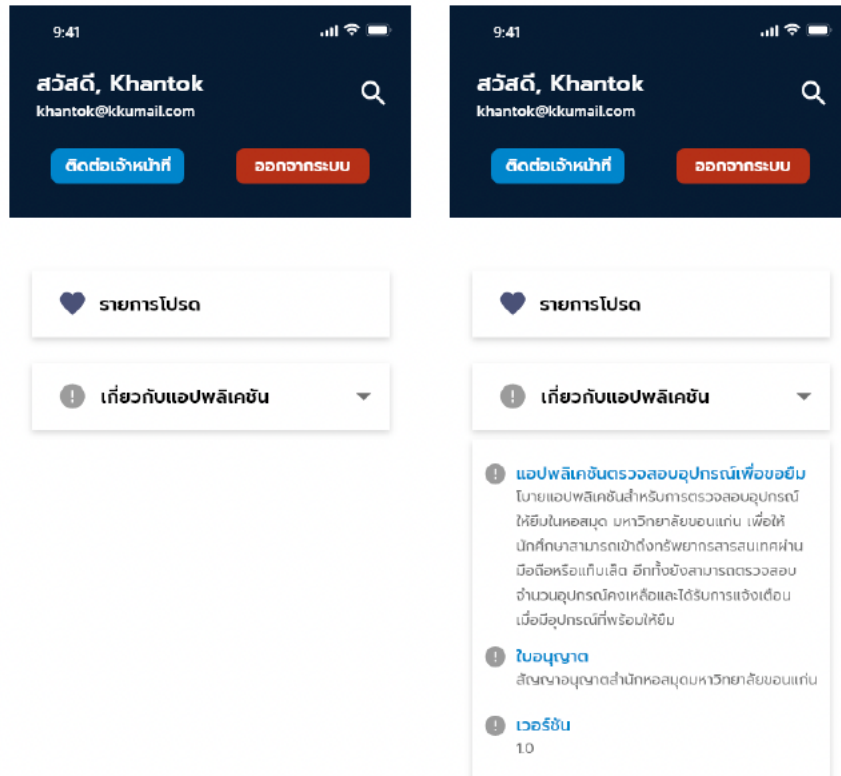 9:41
สวัสดี, Khantok
khantok@kkumail.com
ติดต่อเจ้าหน้าที่
ออกจากระบบ
รายการโปรด
เกี่ยวกับแอปพลิเคชัน
9:41
สวัสดี, Khantok
khantok@kkumail.com
ติดต่อเจ้าหน้าที่
ออกจากระบบ
รายการโปรด
เกี่ยวกับแอปพลิเคชัน
แอปพลิเคชันตรวจสอบอุปกรณ์เพื่อขอยืม
โมายแอปพลิเคชันสำหรับการตรวจสอบอุปกรณ์
ให้ยืมในหอสมุด มหาวิทยาลัยขอนแก่น เพื่อให้
นักศึกษาสามารถเข้าถึงทรัพยากรสารสนเทศผ่าน
มือถือหรือแท็บเล็ต อีกทั้งยังสามารถตรวจสอบ
จำนวนอุปกรณ์คงเหลือและได้รับการแจ้งเตือน
เมื่อมีอุปกรณ์ที่พร้อมให้ยืม
ใบอนุญาต
สัญญาอนุญาตสำนักหอสมุดมหาวิทยาลัยขอนแก่น
เวอร์ชัน
1.0